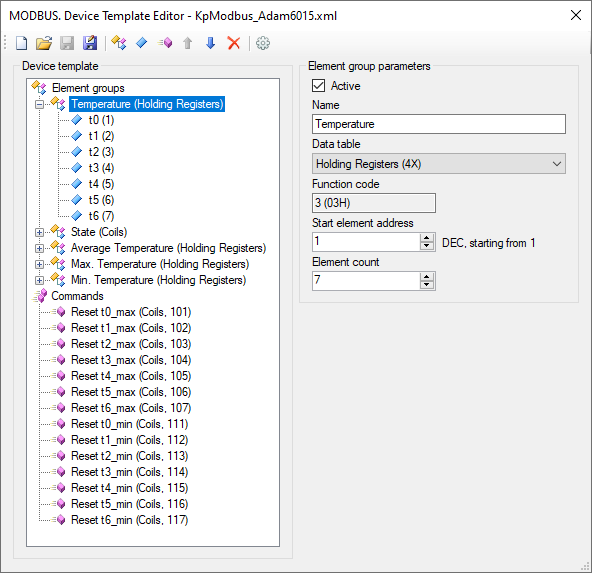 MODBUS. Device Template Editor - KpModbus_Adam6015.xml
Device template
Element groups
Temperature (Holding Registers)
t0 (1)
t1 (2)
t2 (3)
t3 (4)
t4 (5)
t5 (6)
t6 (7)
State (Coils)
Average Temperature (Holding Registers)
Max. Temperature (Holding Registers)
Min. Temperature (Holding Registers)
Commands
Reset t0_max (Coils, 101)
Reset t1_max (Coils, 102)
Reset t2_max (Coils, 103)
Reset t3_max (Coils, 104)
Reset t4_max (Coils, 105)
Reset t5_max (Coils, 106)
Reset t6_max (Coils, 107)
Reset t0_min (Coils, 111)
Reset t1_min (Coils, 112)
Reset t2_min (Coils, 113)
Reset t3_min (Coils, 114)
Reset t4_min (Coils, 115)
Reset t5_min (Coils, 116)
Reset t6_min (Coils, 117)
Element group parameters
Active
Name
Temperature
Data table
Holding Registers (4X)
Function code
3 (03H)
Start element address
1 DEC, starting from 1
Element count
7